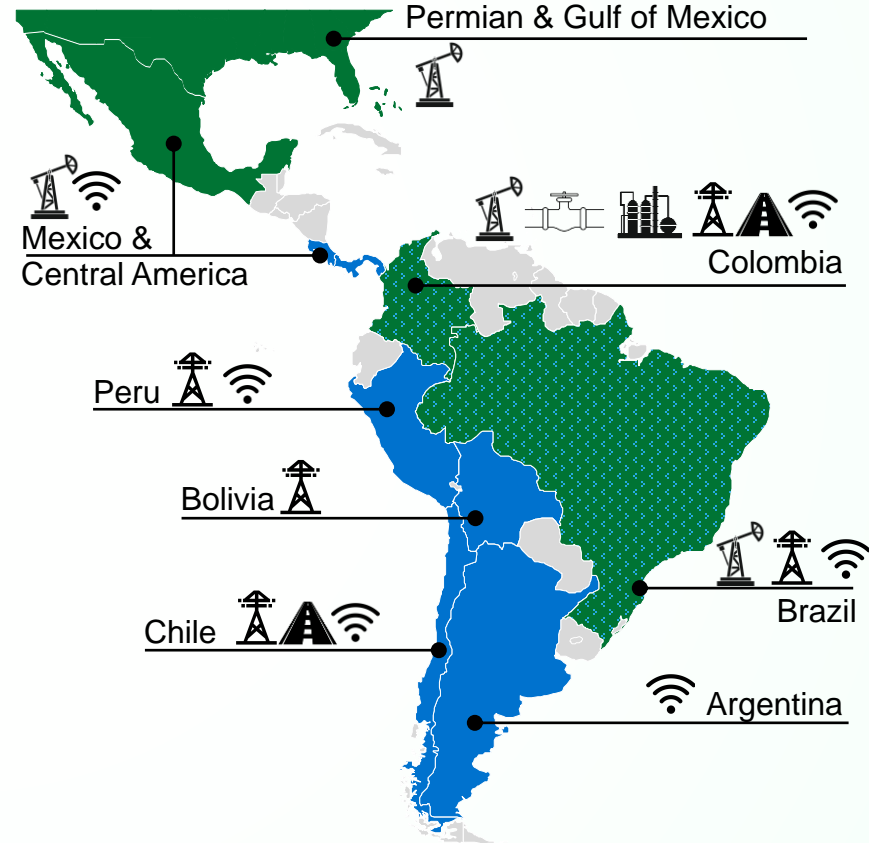 Permian & Gulf of Mexico
Mexico &
Central America
Colombia
Peru
Bolivia
Brazil
Chile
Argentina